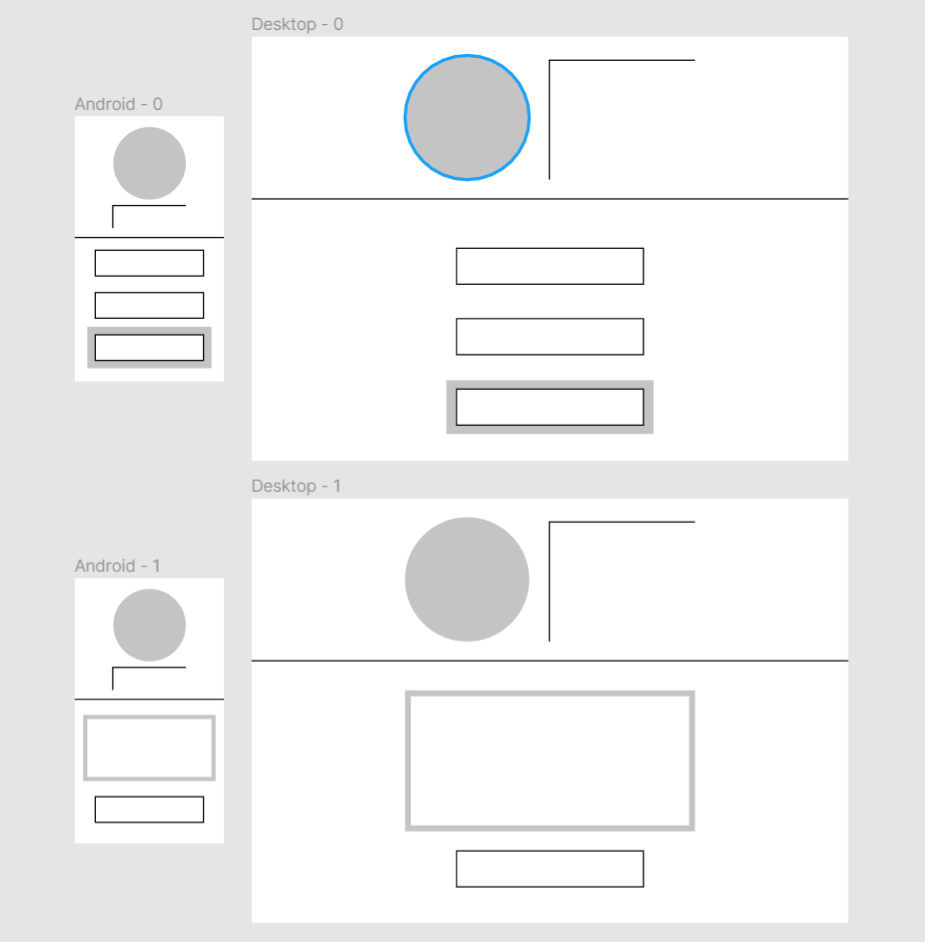 Desktop - 0
Android - 0
Desktop - 1
Android - 1